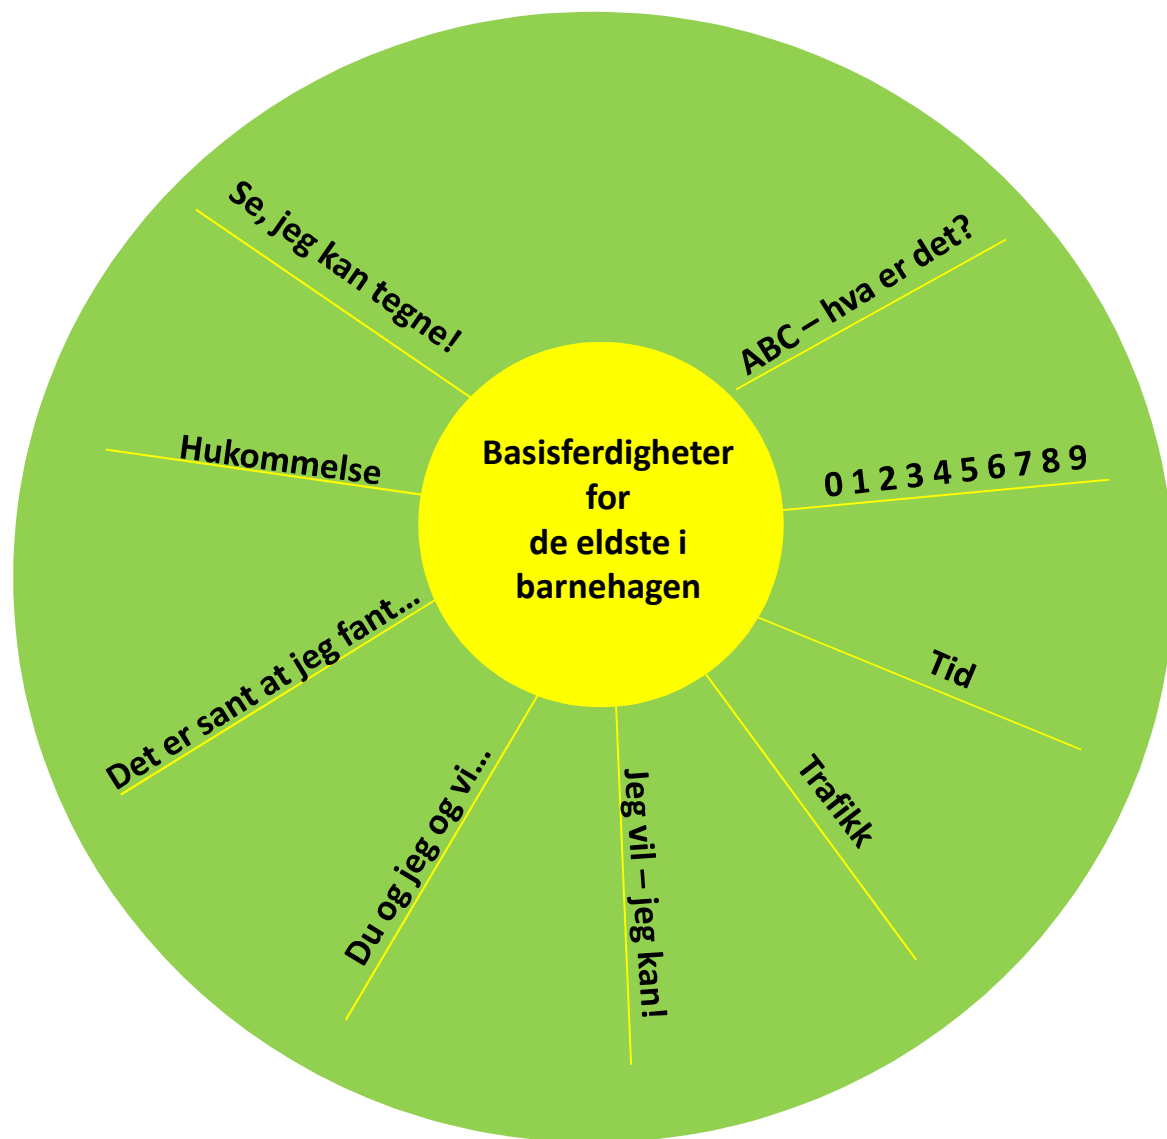 Basisferdigheter
for
de eldste i
barnehagen
ABC – hva er det?
0 1 2 3 4 5 6 7 8 9
Tid
Trafikk
Jeg vil – jeg kan!
Du og jeg og vi...
Det er sant at jeg fant...
Hukommelse
Se, jeg kan tegne!